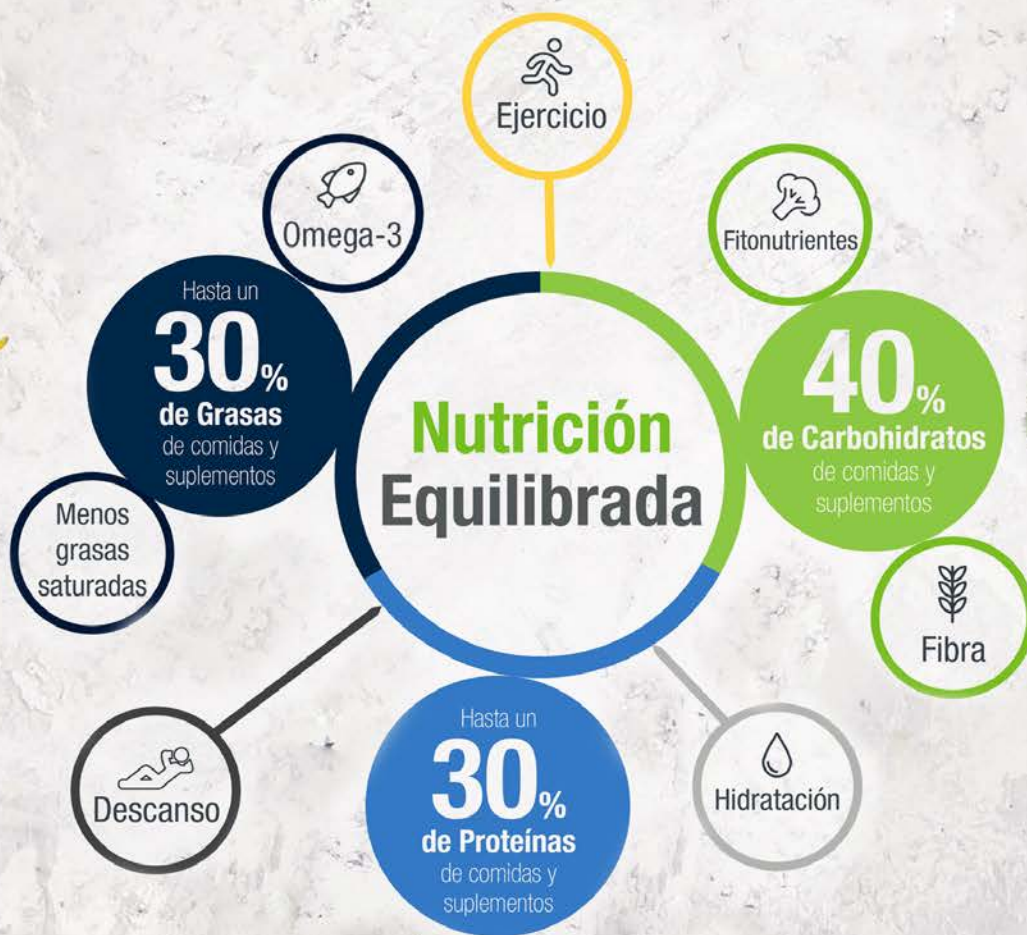 Ejercicio
Omega-3
Fitonutrientes
Hasta un
30%
de Grasas
de comidas y
suplementos
40%
de Carbohidratos
de comidas y
suplementos
Nutrición
Equilibrada
Menos
grasas
saturadas
Fibra
Descanso
Hasta un
30%
de Proteínas
de comidas y
suplementos
Hidratación